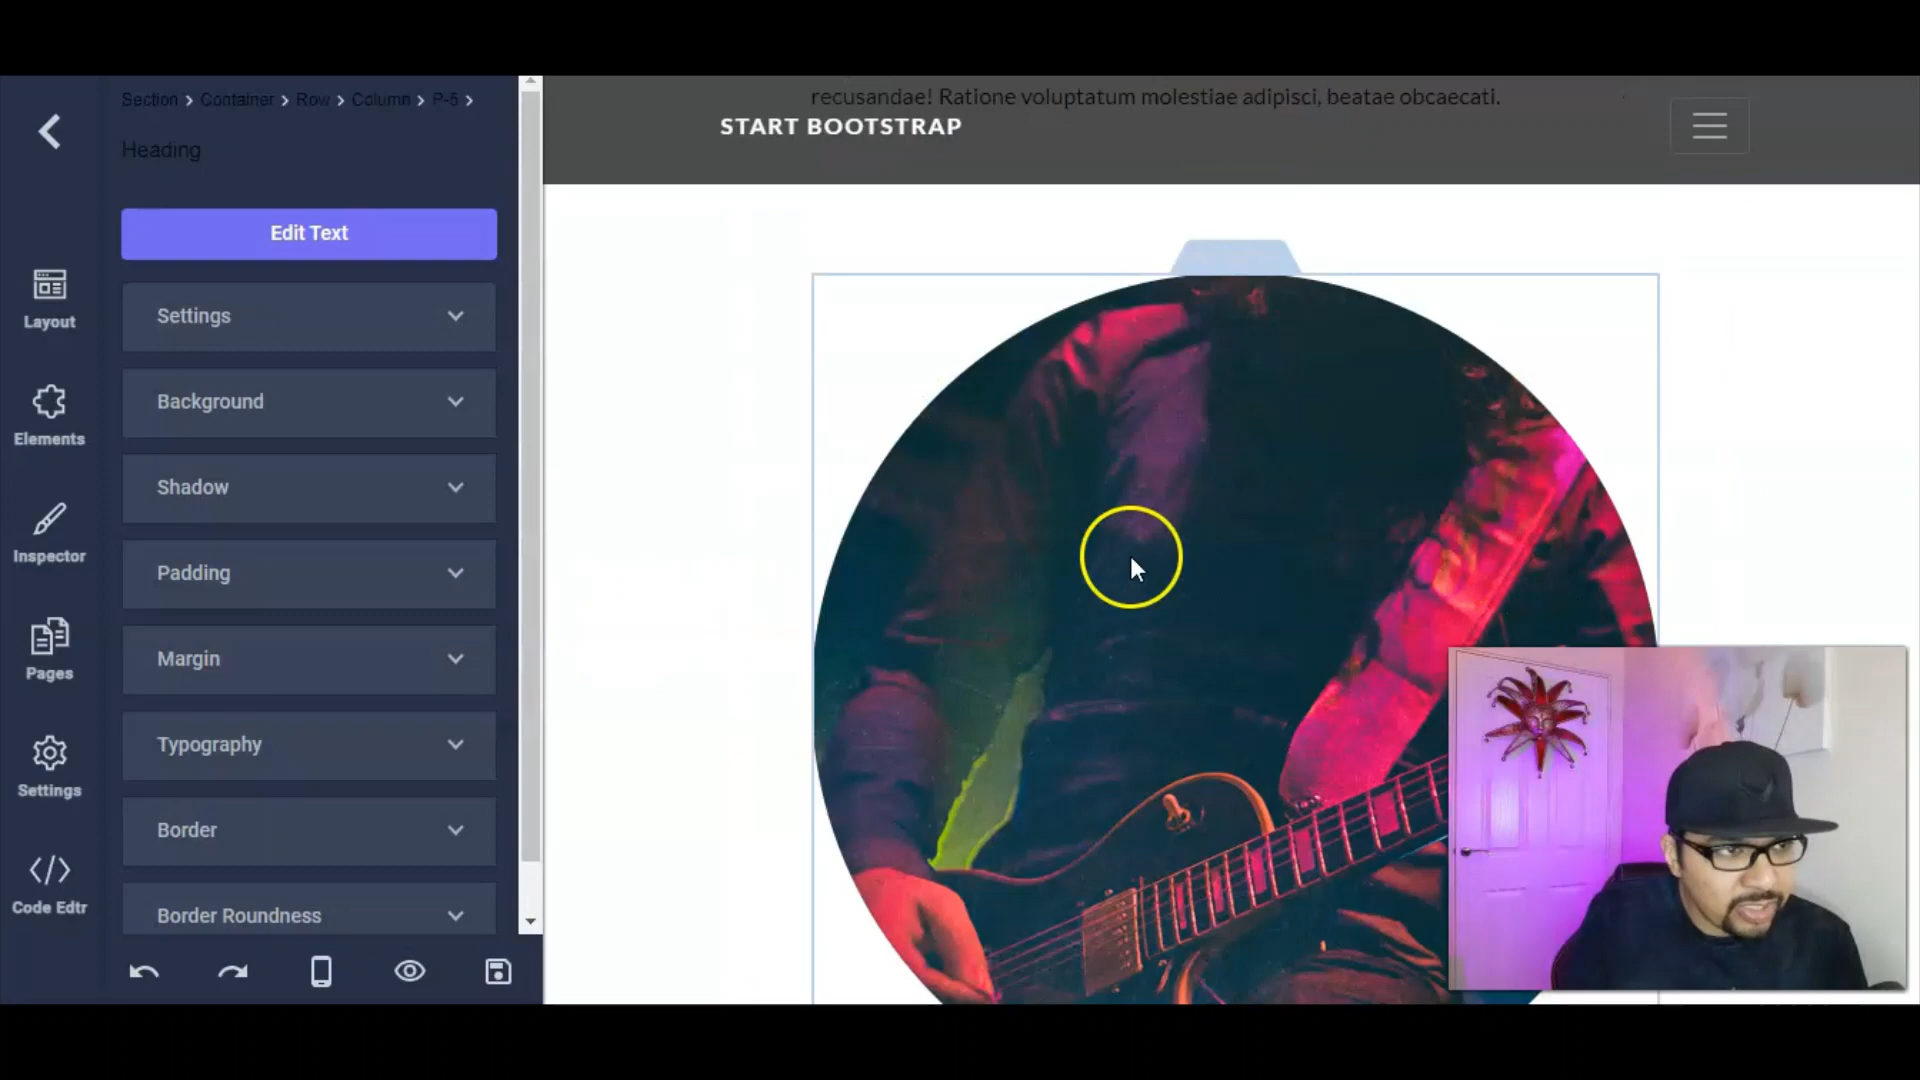 Section > Container > Row > Column > P-5 >
Heading
Edit Text
Settings
Background
Shadow
Padding
Margin
Typography
Border
Border Roundness
Layout
Elements
Inspector
Pages
Settings
Code Edtr
recusandae! Ratione voluptatum molestiae adipisci, beatae obcaecati.
START BOOTSTRAP